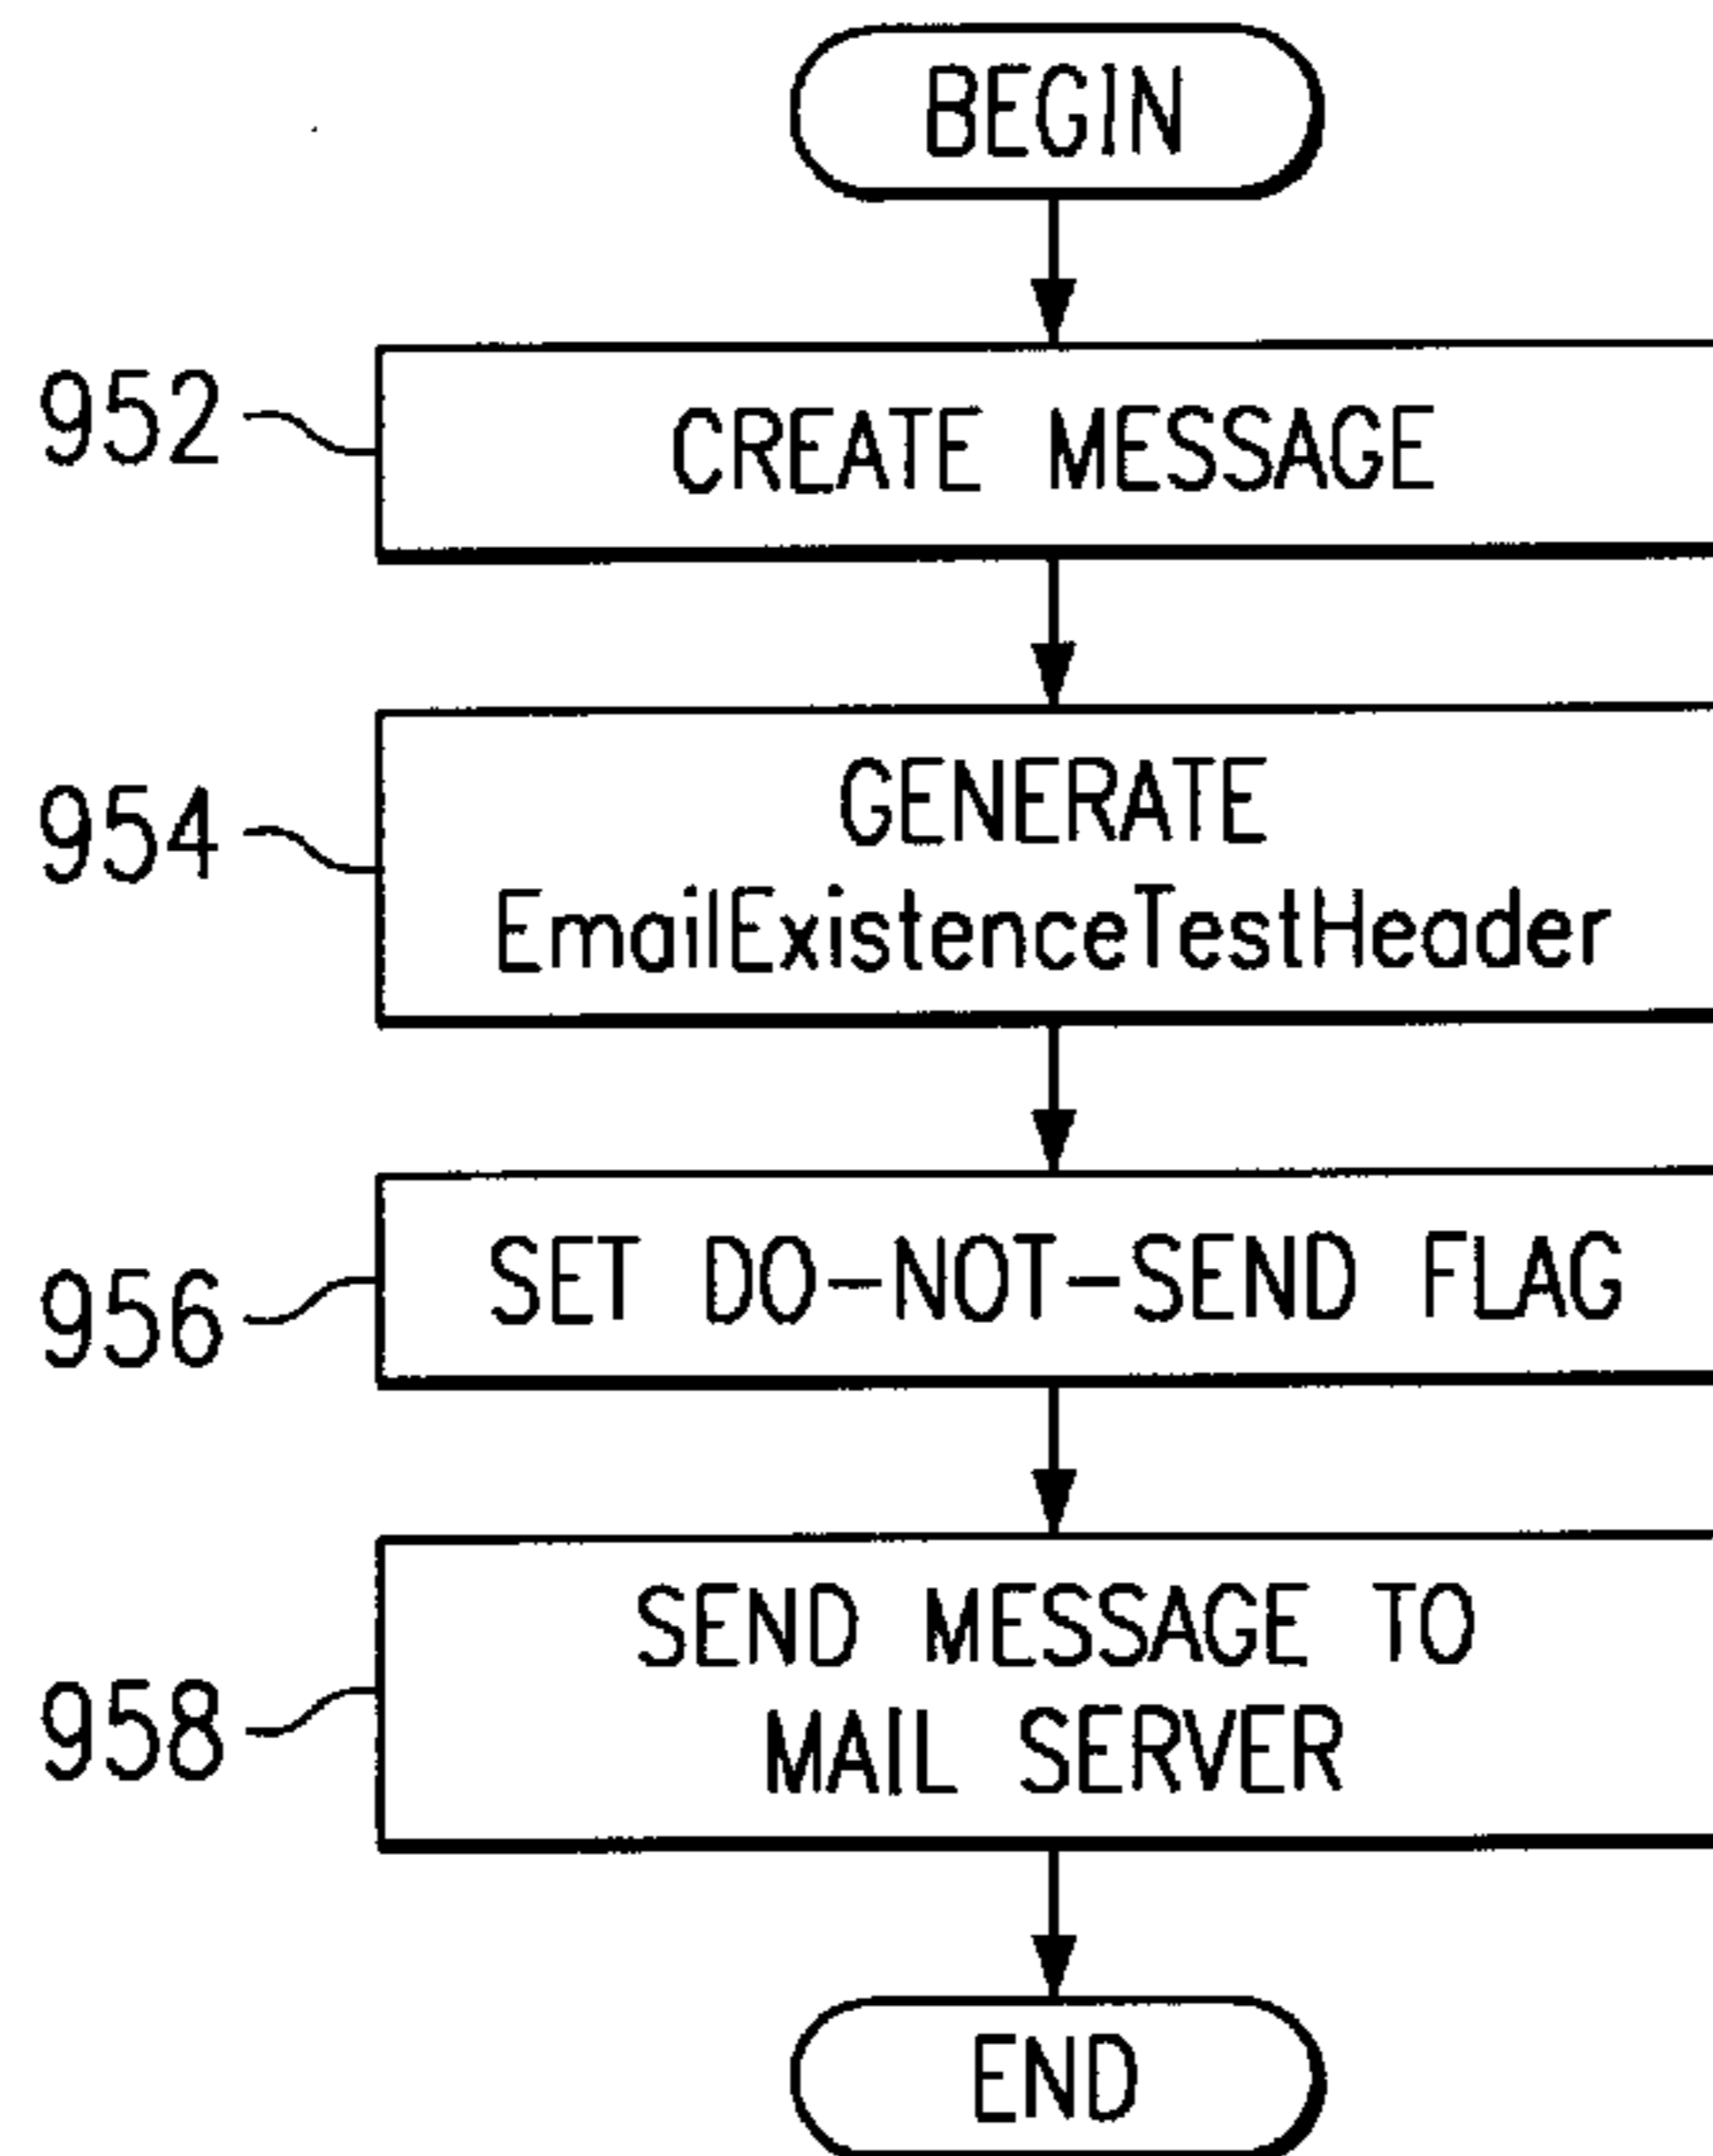 BEGIN
952
CREATE MESSAGE
954
GENERATE
EmailExistenceTestHeader
956
SET DO-NOT-SEND FLAG
958
SEND MESSAGE TO
MAIL SERVER
END